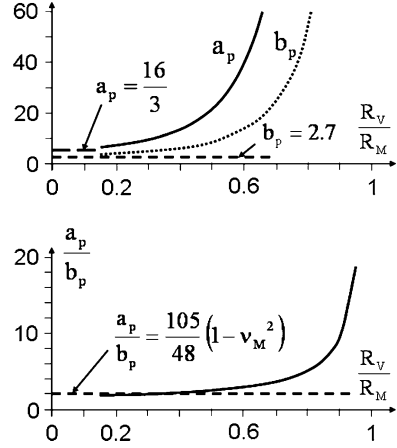 60
40
20
0
a_p
b_p
a_p = 16/3
b_p = 2.7
R_V/R_M
0 0.2 0.6 1
20
10
0
a_p/b_p
a_p/b_p = 105/48 (1 - ν_M²)
R_V/R_M
0 0.2 0.6 1